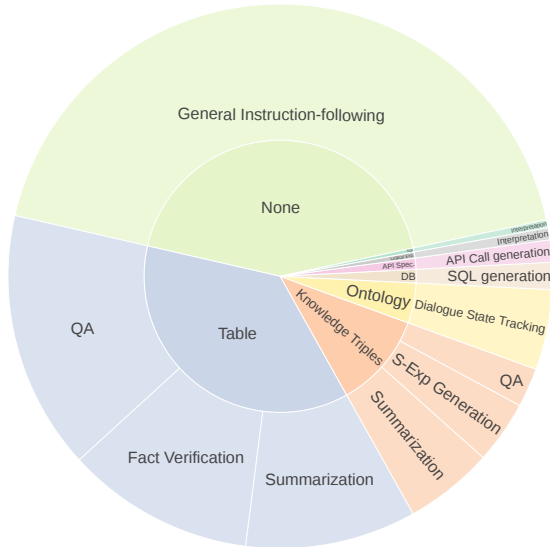 General Instruction-following
None
Interpretation
Interpretation
API Call generation
API Spec.
SQL generation
DB
Ontology
Dialogue State Tracking
Knowledge Triples
QA
S-Exp Generation
Summarization
Table
QA
Fact Verification
Summarization